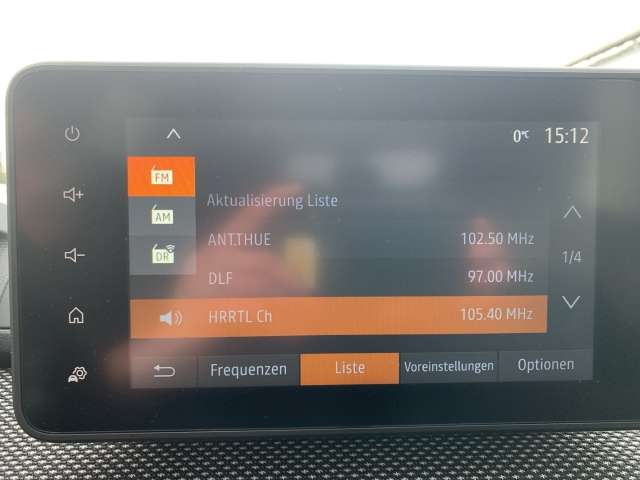 0°C 15:12
FM
AM
DR
Aktualisierung Liste
ANT.THUE 102.50 MHz
DLF 97.00 MHz
1/4
HRRTL Ch 105.40 MHz
Frequenzen Liste Voreinstellungen Optionen